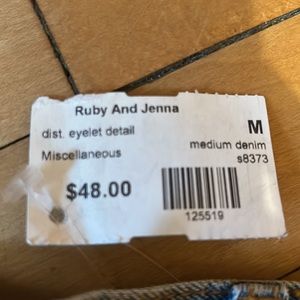 Ruby And Jenna
dist. eyelet detail
M
Miscellaneous
medium denim
s8373
$48.00
125519